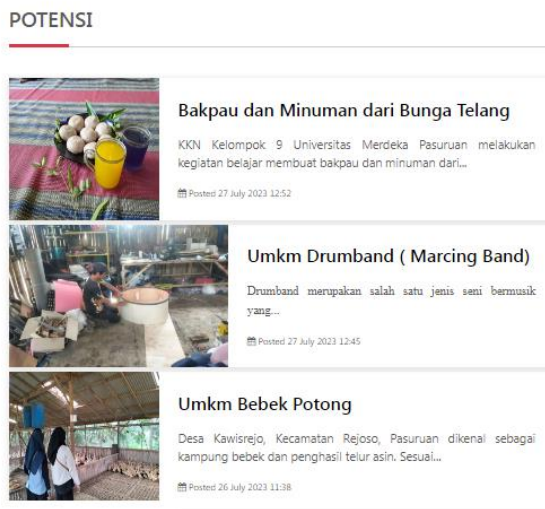 POTENSI
Bakpau dan Minuman dari Bunga Telang
KKN Kelompok 9 Universitas Merdeka Pasuruan melakukan
kegiatan belajar membuat bakpau dan minuman dari...
Posted 27 July 2023 12:52
Umkm Drumband ( Marcing Band)
Drumband merupakan salah satu jenis seni bermusik
yang...
Posted 27 July 2023 12:45
Umkm Bebek Potong
Desa Kawisrejo, Kecamatan Rejoso, Pasuruan dikenal sebagai
kampung bebek dan penghasil telur asin. Sesuai...
Posted 26 July 2023 11:38